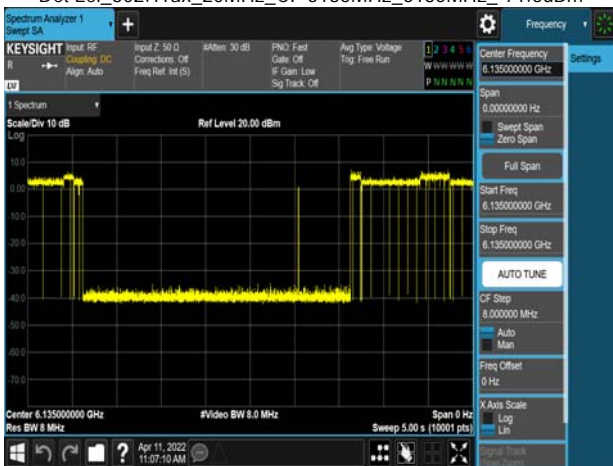 Spectrum Analyzer 1
Swept SA
+
Frequency
KEYSIGHT
R
LXI
Input: RF
Coupling: DC
Align: Auto
Input Z: 50 Ω
Corrections: Off
Freq Ref: Int (S)
#Atten: 30 dB
PNO: Fast
Gate: Off
IF Gain: Low
Sig Track: Off
Avg Type: Voltage
Trig: Free Run
1 2 3 4 5 6
W W W W W W
P N N N N N
Center Frequency
6.135000000 GHz
Settings
Span
0.00000000 Hz
Swept Span
Zero Span
Full Span
Start Freq
6.135000000 GHz
Stop Freq
6.135000000 GHz
AUTO TUNE
CF Step
8.000000 MHz
Auto
Man
Freq Offset
0 Hz
X Axis Scale
Log
Lin
Signal Track
1 Spectrum
Scale/Div 10 dB
Ref Level 20.00 dBm
Log
10.0
0.00
-10.0
-20.0
-30.0
-40.0
-50.0
-60.0
-70.0
Center 6.135000000 GHz
#Video BW 8.0 MHz
Span 0 Hz
Res BW 8 MHz
Sweep 5.00 s (10001 pts)
?
Apr 11, 2022
11:07:10 AM